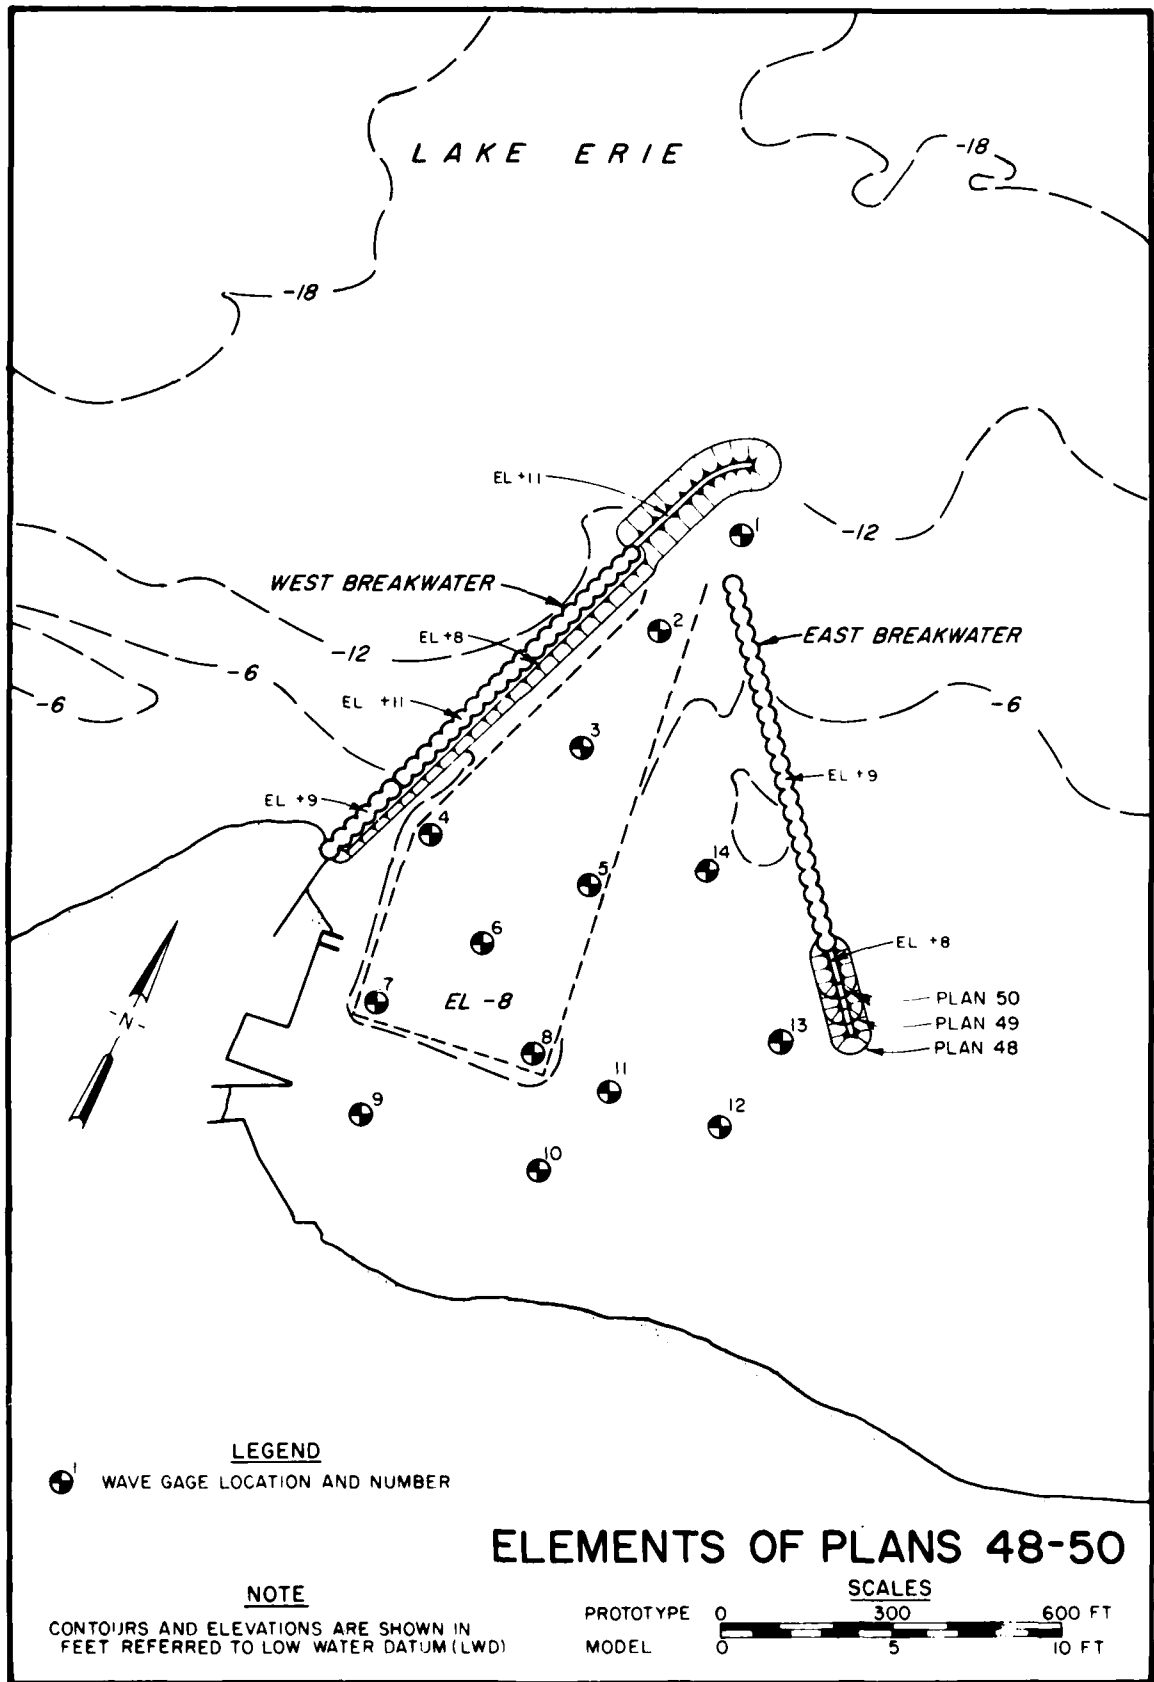 LAKE ERIE
-18
-18
EL +11
1
-12
WEST BREAKWATER
2
EAST BREAKWATER
EL +8
-12
-6
-6
EL +11
-6
3
EL +9
EL +9
4
14
5
6
EL +8
7
EL -8
PLAN 50
-N-
PLAN 49
8
13
PLAN 48
11
9
12
10
LEGEND
1
WAVE GAGE LOCATION AND NUMBER
ELEMENTS OF PLANS 48-50
NOTE
CONTOURS AND ELEVATIONS ARE SHOWN IN
FEET REFERRED TO LOW WATER DATUM (LWD)
SCALES
PROTOTYPE 0 300 600 FT
MODEL 0 5 10 FT